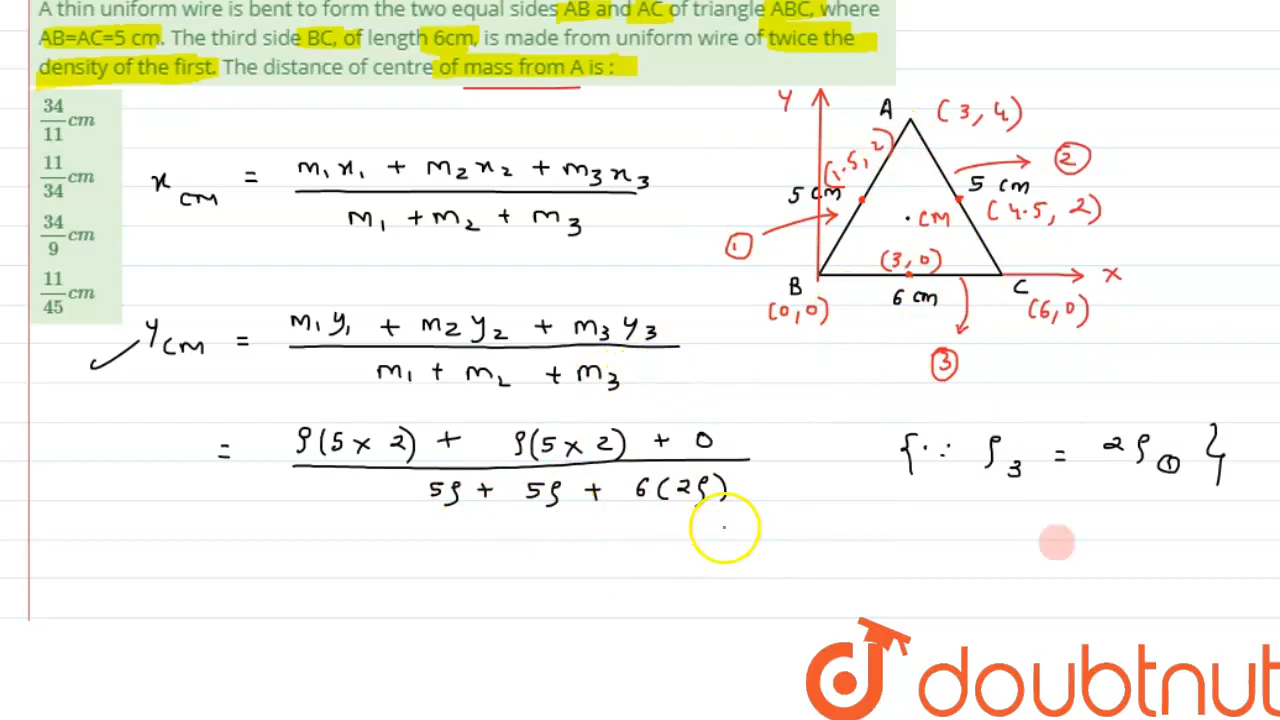 A thin uniform wire is bent to form the two equal sides AB and AC of triangle ABC, where
AB=AC=5 cm. The third side BC, of length 6cm, is made from uniform wire of twice the
density of the first. The distance of centre of mass from A is :
34/11 cm
11/34 cm
34/9 cm
11/45 cm
x_CM = (m₁x₁ + m₂x₂ + m₃x₃) / (m₁ + m₂ + m₃)
Y
A (3, 4)
(1.5, 2)
②
5 cm
5 cm
(4.5, 2)
. CM
①
(3, 0)
X
B
6 cm
C
(0, 0)
(6, 0)
③
Y_CM = (m₁y₁ + m₂y₂ + m₃y₃) / (m₁ + m₂ + m₃)
= (ρ(5 × 2) + ρ(5 × 2) + 0) / (5ρ + 5ρ + 6(2ρ))
{∵ ρ₃ = 2ρ①}
doubtnut